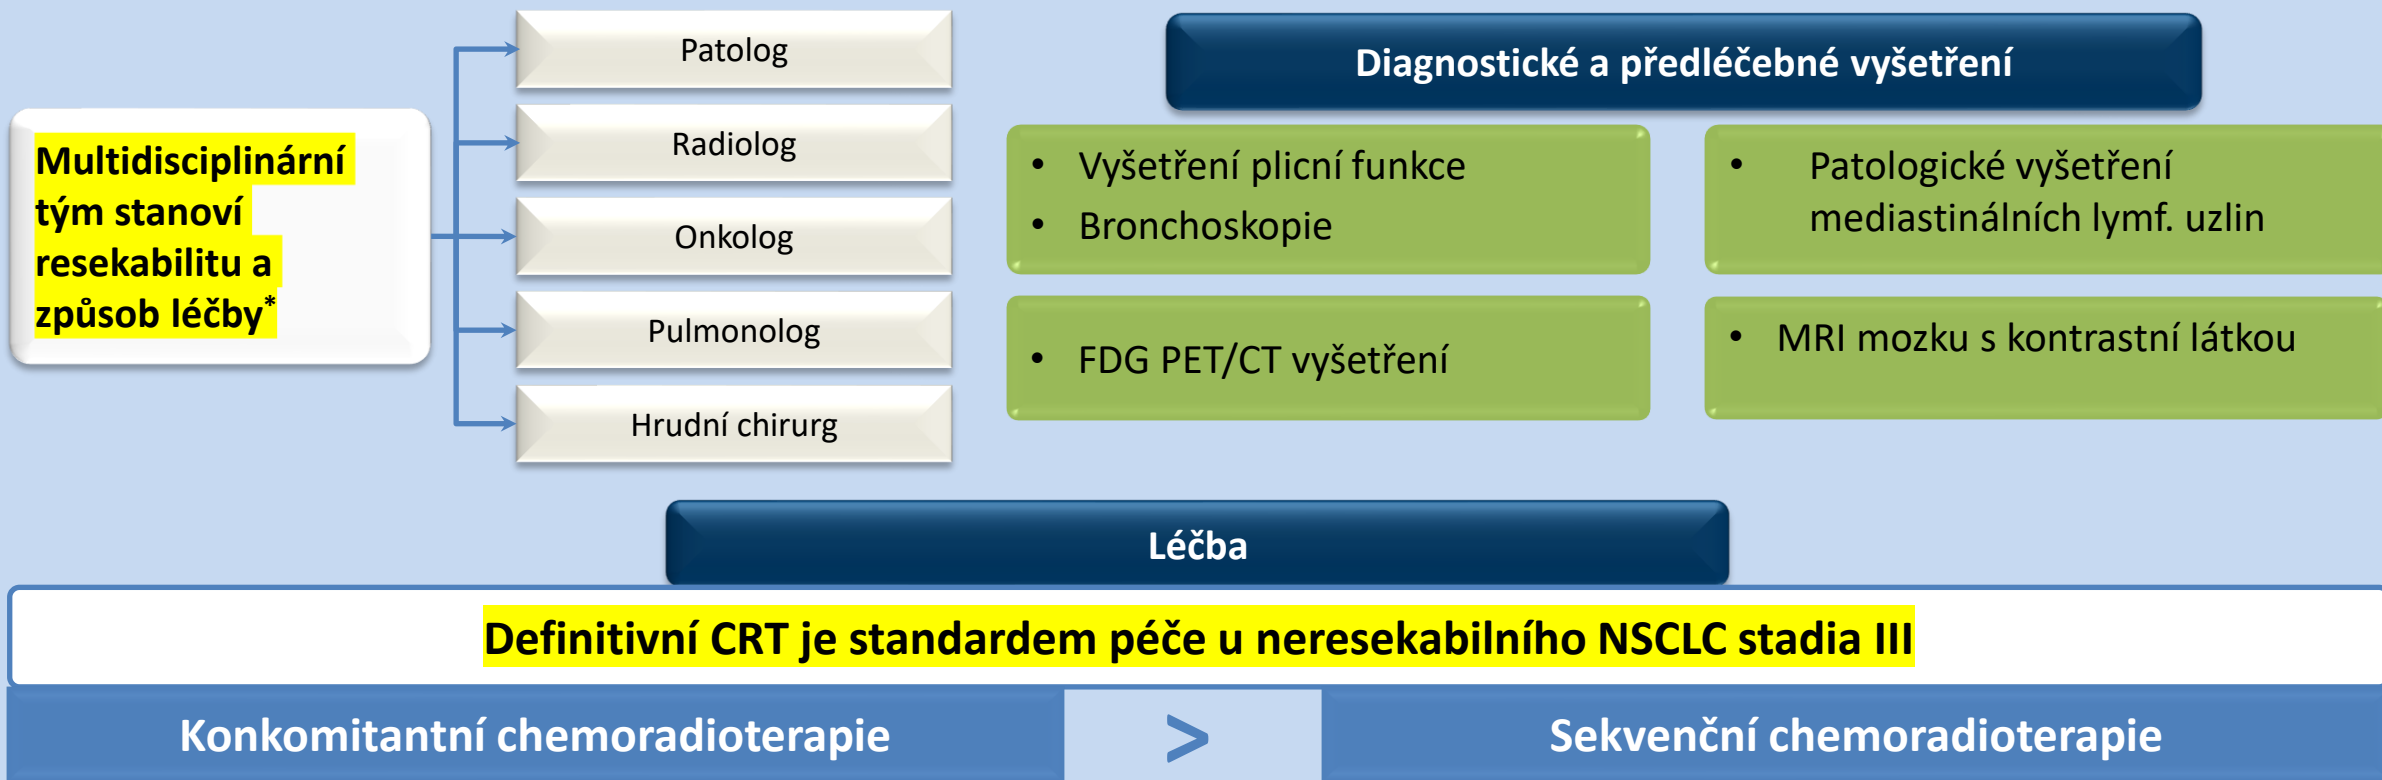 Multidisciplinární
tým stanoví
resekabilitu a
způsob léčby*
Patolog
Radiolog
Onkolog
Pulmonolog
Hrudní chirurg
Diagnostické a předléčebné vyšetření
• Vyšetření plicní funkce
• Bronchoskopie
• Patologické vyšetření
mediastinálních lymf. uzlin
• FDG PET/CT vyšetření
• MRI mozku s kontrastní látkou
Léčba
Definitivní CRT je standardem péče u neresekabilního NSCLC stadia III
Konkomitantní chemoradioterapie
>
Sekvenční chemoradioterapie